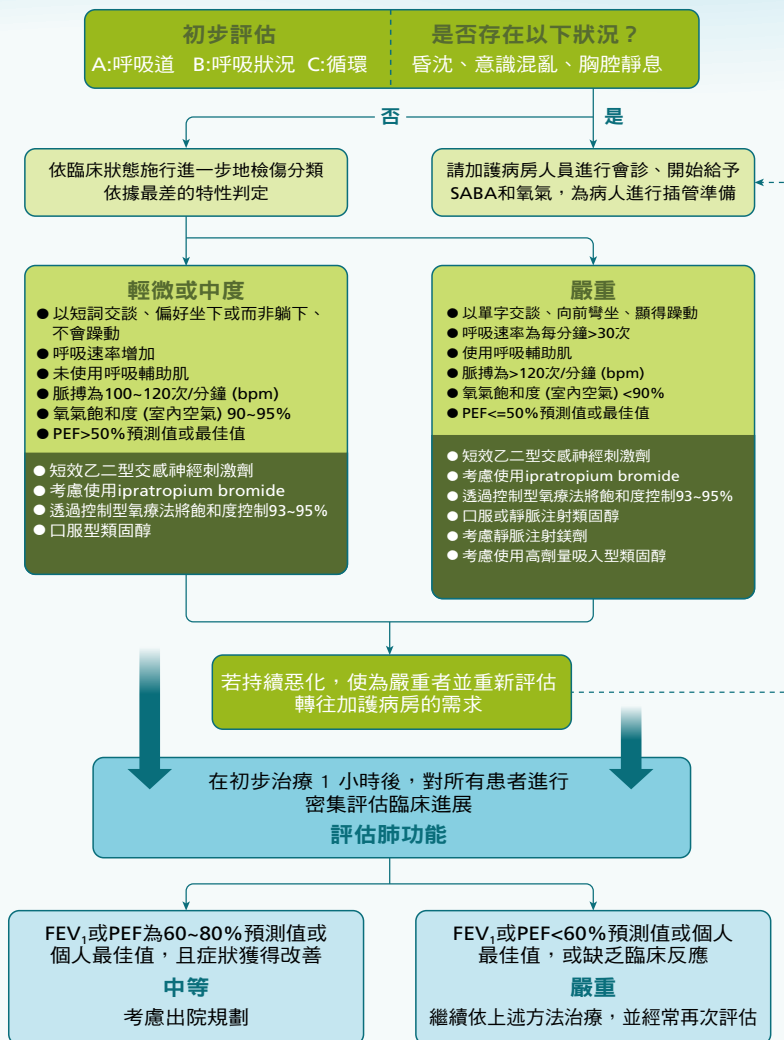 初步評估
A:呼吸道 B:呼吸狀況 C:循環
是否存在以下狀況？
昏沈、意識混亂、胸腔靜息
否
是
依臨床狀態施行進一步地檢傷分類
依據最差的特性判定
請加護病房人員進行會診、開始給予
SABA和氧氣，為病人進行插管準備
輕微或中度
● 以短詞交談、偏好坐下或而非躺下、
不會躁動
● 呼吸速率增加
● 未使用呼吸輔助肌
● 脈搏為100~120次/分鐘 (bpm)
● 氧氣飽和度 (室內空氣) 90~95%
● PEF>50%預測值或最佳值
● 短效乙二型交感神經刺激劑
● 考慮使用ipratropium bromide
● 透過控制型氧療法將飽和度控制93~95%
● 口服型類固醇
嚴重
● 以單字交談、向前彎坐、顯得躁動
● 呼吸速率為每分鐘>30次
● 使用呼吸輔助肌
● 脈搏為>120次/分鐘 (bpm)
● 氧氣飽和度 (室內空氣) <90%
● PEF<=50%預測值或最佳值
● 短效乙二型交感神經刺激劑
● 考慮使用ipratropium bromide
● 透過控制型氧療法將飽和度控制93~95%
● 口服或靜脈注射類固醇
● 考慮靜脈注射鎂劑
● 考慮使用高劑量吸入型類固醇
若持續惡化，使為嚴重者並重新評估
轉往加護病房的需求
在初步治療 1 小時後，對所有患者進行
密集評估臨床進展
評估肺功能
FEV₁或PEF為60~80%預測值或
個人最佳值，且症狀獲得改善
中等
考慮出院規劃
FEV₁或PEF<60%預測值或個人
最佳值，或缺乏臨床反應
嚴重
繼續依上述方法治療，並經常再次評估